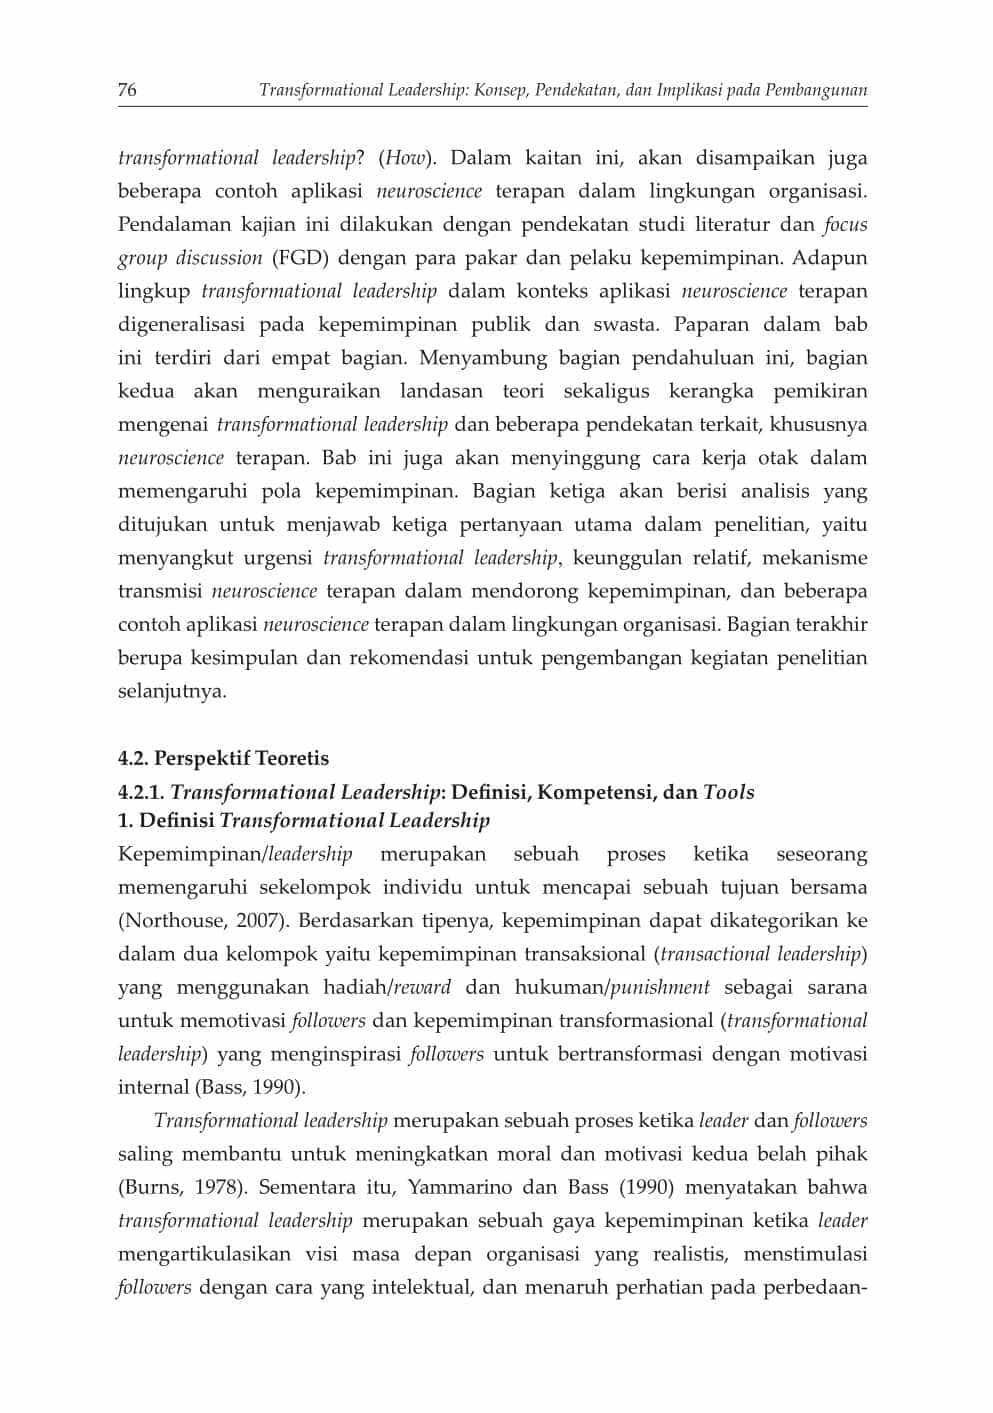 76 Transformational Leadership: Konsep, Pendekatan, dan Implikasi pada Pembangunan
transformational leadership? (How). Dalam kaitan ini, akan disampaikan juga
beberapa contoh aplikasi neuroscience terapan dalam lingkungan organisasi.
Pendalaman kajian ini dilakukan dengan pendekatan studi literatur dan focus
group discussion (FGD) dengan para pakar dan pelaku kepemimpinan. Adapun
lingkup transformational leadership dalam konteks aplikasi neuroscience terapan
digeneralisasi pada kepemimpinan publik dan swasta. Paparan dalam bab
ini terdiri dari empat bagian. Menyambung bagian pendahuluan ini, bagian
kedua akan menguraikan landasan teori sekaligus kerangka pemikiran
mengenai transformational leadership dan beberapa pendekatan terkait, khususnya
neuroscience terapan. Bab ini juga akan menyinggung cara kerja otak dalam
memengaruhi pola kepemimpinan. Bagian ketiga akan berisi analisis yang
ditujukan untuk menjawab ketiga pertanyaan utama dalam penelitian, yaitu
menyangkut urgensi transformational leadership, keunggulan relatif, mekanisme
transmisi neuroscience terapan dalam mendorong kepemimpinan, dan beberapa
contoh aplikasi neuroscience terapan dalam lingkungan organisasi. Bagian terakhir
berupa kesimpulan dan rekomendasi untuk pengembangan kegiatan penelitian
selanjutnya.
4.2. Perspektif Teoretis
4.2.1. Transformational Leadership: Definisi, Kompetensi, dan Tools
1. Definisi Transformational Leadership
Kepemimpinan/leadership merupakan sebuah proses ketika seseorang
memengaruhi sekelompok individu untuk mencapai sebuah tujuan bersama
(Northouse, 2007). Berdasarkan tipenya, kepemimpinan dapat dikategorikan ke
dalam dua kelompok yaitu kepemimpinan transaksional (transactional leadership)
yang menggunakan hadiah/reward dan hukuman/punishment sebagai sarana
untuk memotivasi followers dan kepemimpinan transformasional (transformational
leadership) yang menginspirasi followers untuk bertransformasi dengan motivasi
internal (Bass, 1990).
Transformational leadership merupakan sebuah proses ketika leader dan followers
saling membantu untuk meningkatkan moral dan motivasi kedua belah pihak
(Burns, 1978). Sementara itu, Yammarino dan Bass (1990) menyatakan bahwa
transformational leadership merupakan sebuah gaya kepemimpinan ketika leader
mengartikulasikan visi masa depan organisasi yang realistis, menstimulasi
followers dengan cara yang intelektual, dan menaruh perhatian pada perbedaan-